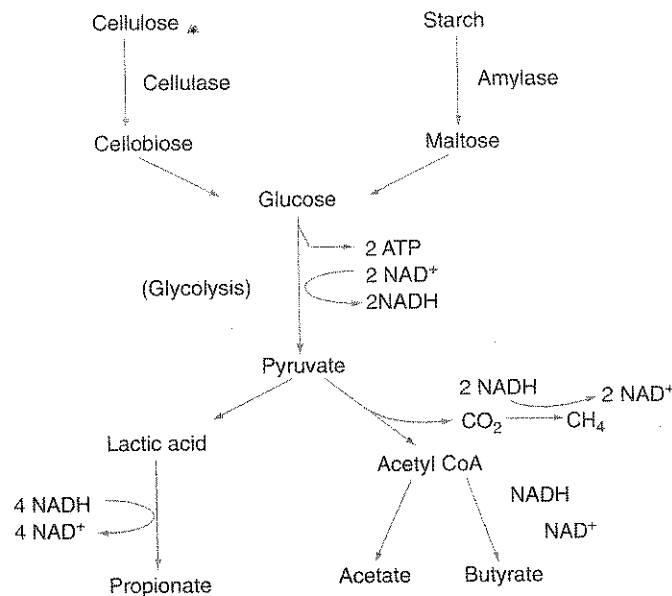 Cellulose
Starch
Cellulase
Amylase
Cellobiose
Maltose
Glucose
2 ATP
2 NAD⁺
(Glycolysis)
2NADH
Pyruvate
2 NADH
2 NAD⁺
CO₂
CH₄
Lactic acid
Acetyl CoA
4 NADH
NADH
4 NAD⁺
NAD⁺
Propionate
Acetate
Butyrate